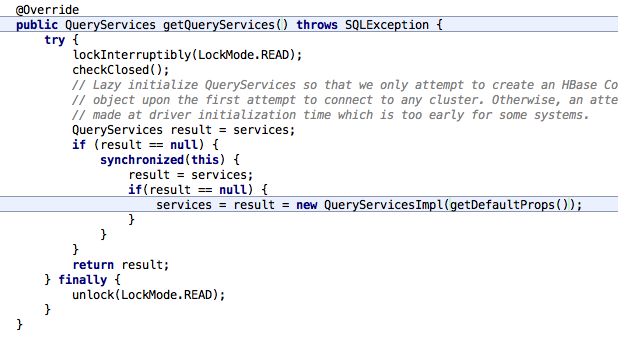 @Override
public QueryServices getQueryServices() throws SQLException {
try {
lockInterruptibly(LockMode.READ);
checkClosed();
// Lazy initialize QueryServices so that we only attempt to create an HBase Co
// object upon the first attempt to connect to any cluster. Otherwise, an atte
// made at driver initialization time which is too early for some systems.
QueryServices result = services;
if (result == null) {
synchronized(this) {
result = services;
if(result == null) {
services = result = new QueryServicesImpl(getDefaultProps());
}
}
}
return result;
} finally {
unlock(LockMode.READ);
}
}